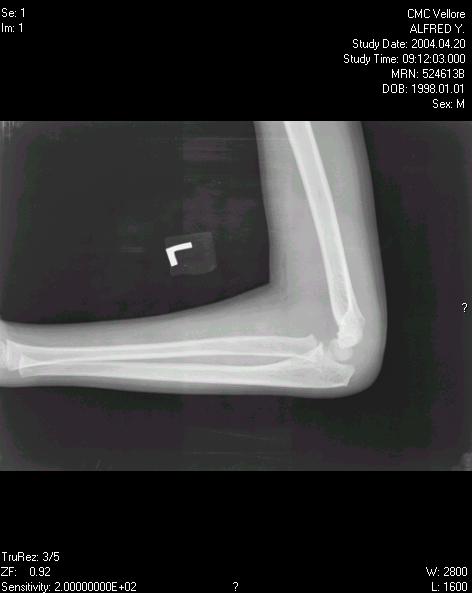 Se: 1
Im: 1
CMC Vellore
ALFRED Y.
Study Date: 2004.04.20
Study Time: 09:12:03.000
MRN: 524613B
DOB: 1998.01.01
Sex: M
L
?
TruRez: 3/5
ZF: 0.92
Sensitivity: 2.00000000E+02
?
W: 2800
L: 1600